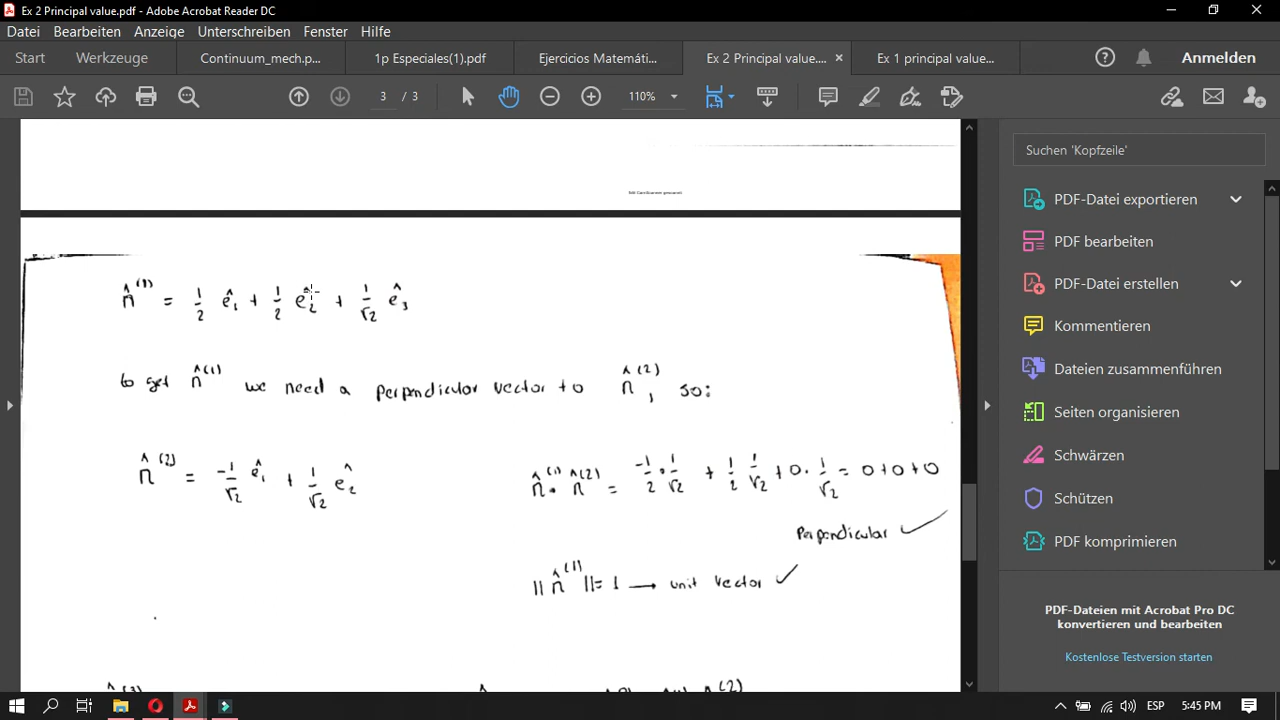 Ex 2 Principal value.pdf - Adobe Acrobat Reader DC
Datei Bearbeiten Anzeige Unterschreiben Fenster Hilfe
Start Werkzeuge Continuum_mech.p... 1p Especiales(1).pdf Ejercicios Matemáti... Ex 2 Principal value.... × Ex 1 principal value... Anmelden
3 / 3 110%
Suchen 'Kopfzeile'
PDF-Datei exportieren
PDF bearbeiten
PDF-Datei erstellen
Kommentieren
Dateien zusammenführen
Seiten organisieren
Schwärzen
Schützen
PDF komprimieren
PDF-Dateien mit Acrobat Pro DC
konvertieren und bearbeiten
Kostenlose Testversion starten
n̂⁽¹⁾ = 1/2 ê₁ + 1/2 ê₂ + 1/√2 ê₃
to get n̂⁽¹⁾ we need a perpendicular vector to n̂⁽²⁾, so:
n̂⁽²⁾ = -1/√2 ê₁ + 1/√2 ê₂
n̂⁽¹⁾ · n̂⁽²⁾ = -1/2 · 1/√2 + 1/2 1/√2 + 0 · 1/√2 = 0+0+0
Perpendicular ✓
||n̂⁽¹⁾|| = 1 → unit vector ✓
ESP 5:45 PM